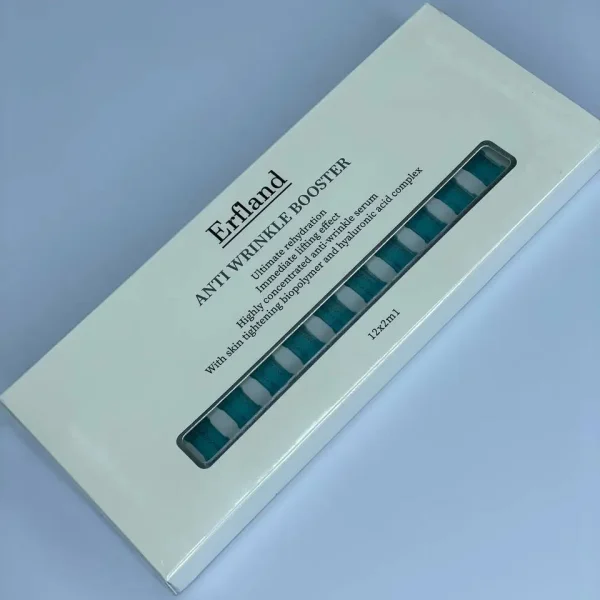 Erfland
ANTI WRINKLE BOOSTER
Ultimate rehydration
Immediate lifting effect
Highly concentrated anti-wrinkle serum
With skin tightening biopolymer and hyaluronic acid complex
12x2m1